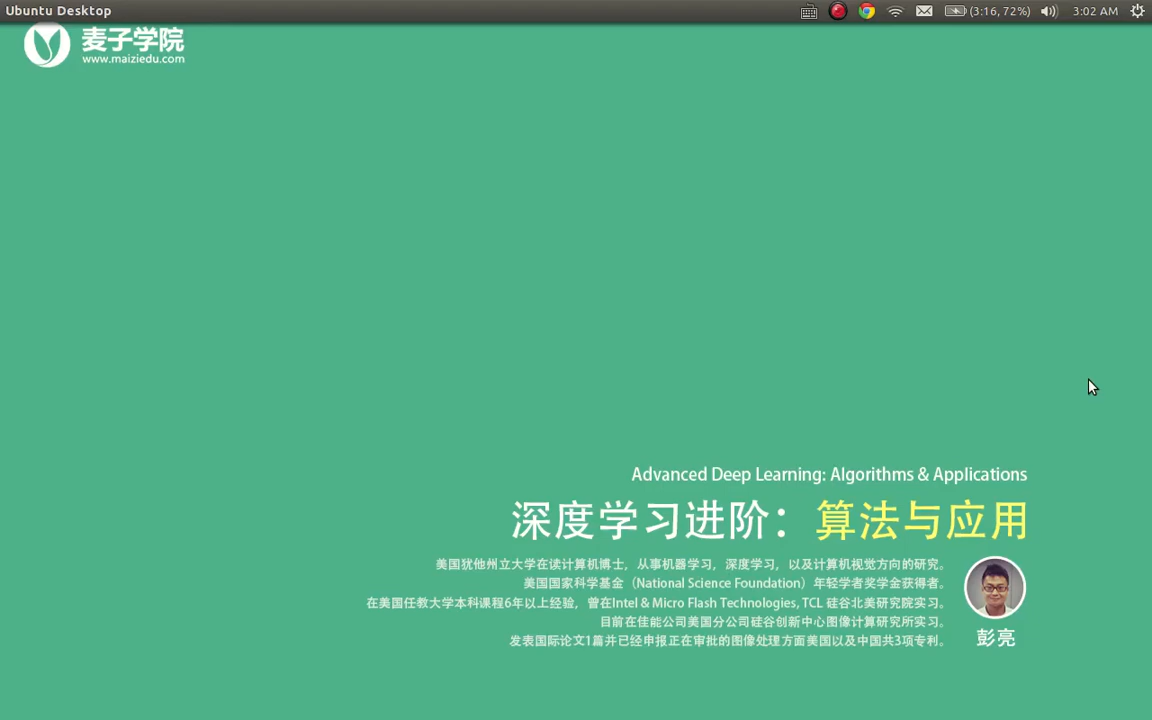 Ubuntu Desktop
(3:16, 72%)
3:02 AM
麦子学院
www.maiziedu.com
Advanced Deep Learning: Algorithms & Applications
深度学习进阶：算法与应用
美国犹他州立大学在读计算机博士，从事机器学习，深度学习，以及计算机视觉方向的研究。
美国国家科学基金（National Science Foundation）年轻学者奖学金获得者。
在美国任教大学本科课程6年以上经验，曾在Intel & Micro Flash Technologies, TCL 硅谷北美研究院实习。
目前在佳能公司美国分公司硅谷创新中心图像计算研究所实习。
发表国际论文1篇并已经申报正在审批的图像处理方面美国以及中国共3项专利。
彭亮